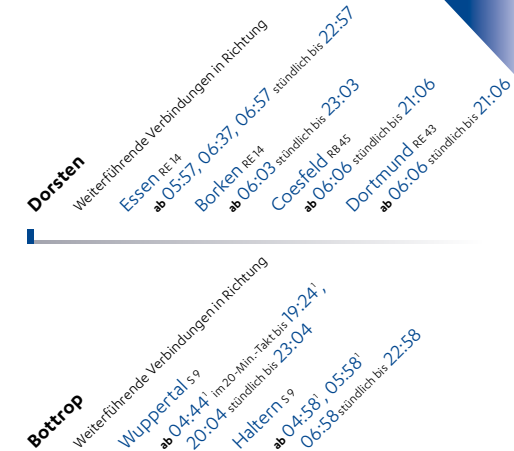 Dorsten
Weiterführende Verbindungen in Richtung
Essen RE 14
ab 05:57, 06:37, 06:57 stündlich bis 22:57
Borken RE 14
ab 06:03 stündlich bis 23:03
Coesfeld RB 45
ab 06:06 stündlich bis 21:06
Dortmund RE 43
ab 06:06 stündlich bis 21:06
Bottrop
Weiterführende Verbindungen in Richtung
Wuppertal S 9
ab 04:44¹ im 20-Min.-Takt bis 19:24¹,
20:04 stündlich bis 23:04
Haltern S 9
ab 04:58¹, 05:58¹
06:58 stündlich bis 22:58